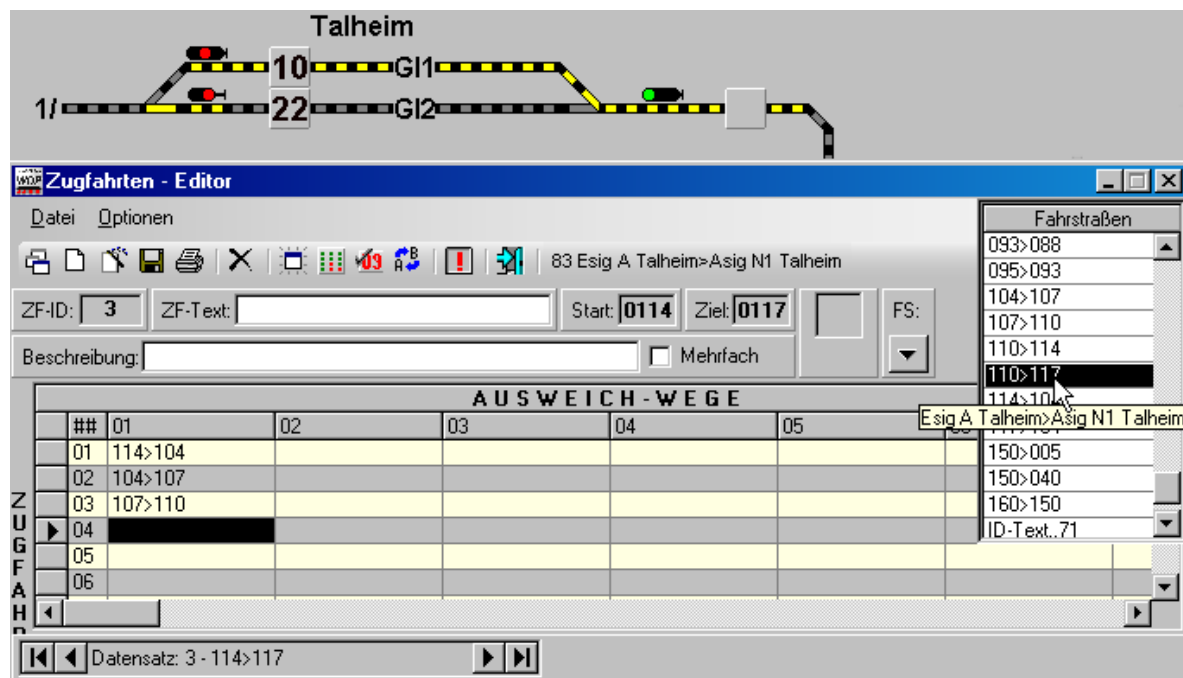 Talheim
10 Gl1
1/ 22 Gl2
Zugfahrten - Editor
Datei Optionen
Fahrstraßen
093>088
095>093
104>107
107>110
110>114
110>117
150>005
150>040
160>150
ID-Text..71
83 Esig A Talheim>Asig N1 Talheim
ZF-ID: 3 ZF-Text: Start: 0114 Ziel: 0117 FS:
Beschreibung: Mehrfach
AUSWEICH-WEGE
Esig A Talheim>Asig N1 Talheim
## 01 02 03 04 05
01 114>104
02 104>107
03 107>110
04
05
06
ZUGFAH
Datensatz: 3 - 114>117